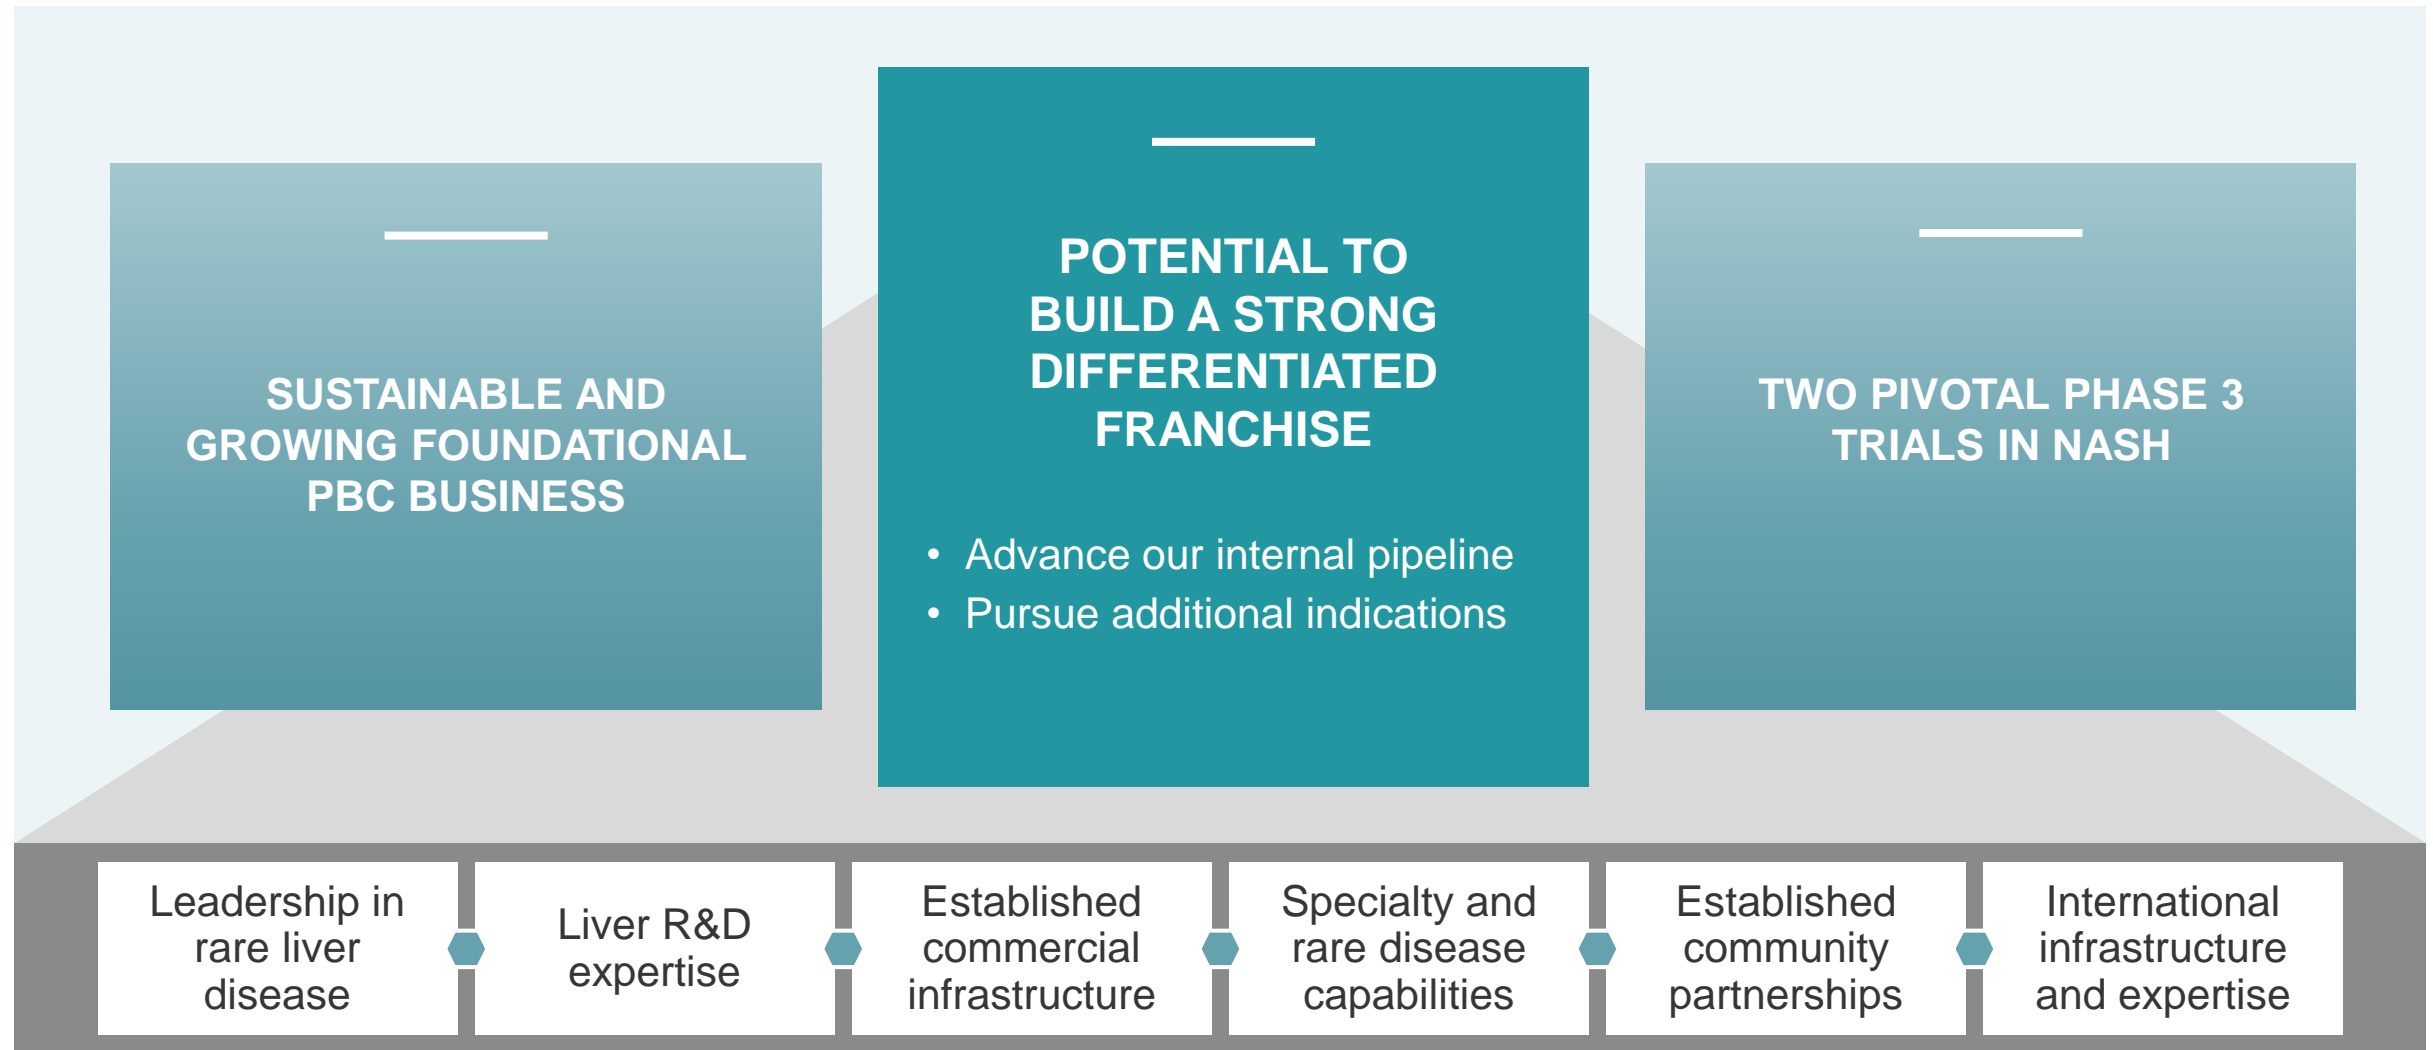 SUSTAINABLE AND
GROWING FOUNDATIONAL
PBC BUSINESS
POTENTIAL TO
BUILD A STRONG
DIFFERENTIATED
FRANCHISE
• Advance our internal pipeline
• Pursue additional indications
TWO PIVOTAL PHASE 3
TRIALS IN NASH
Leadership in
rare liver
disease
Liver R&D
expertise
Established
commercial
infrastructure
Specialty and
rare disease
capabilities
Established
community
partnerships
International
infrastructure
and expertise